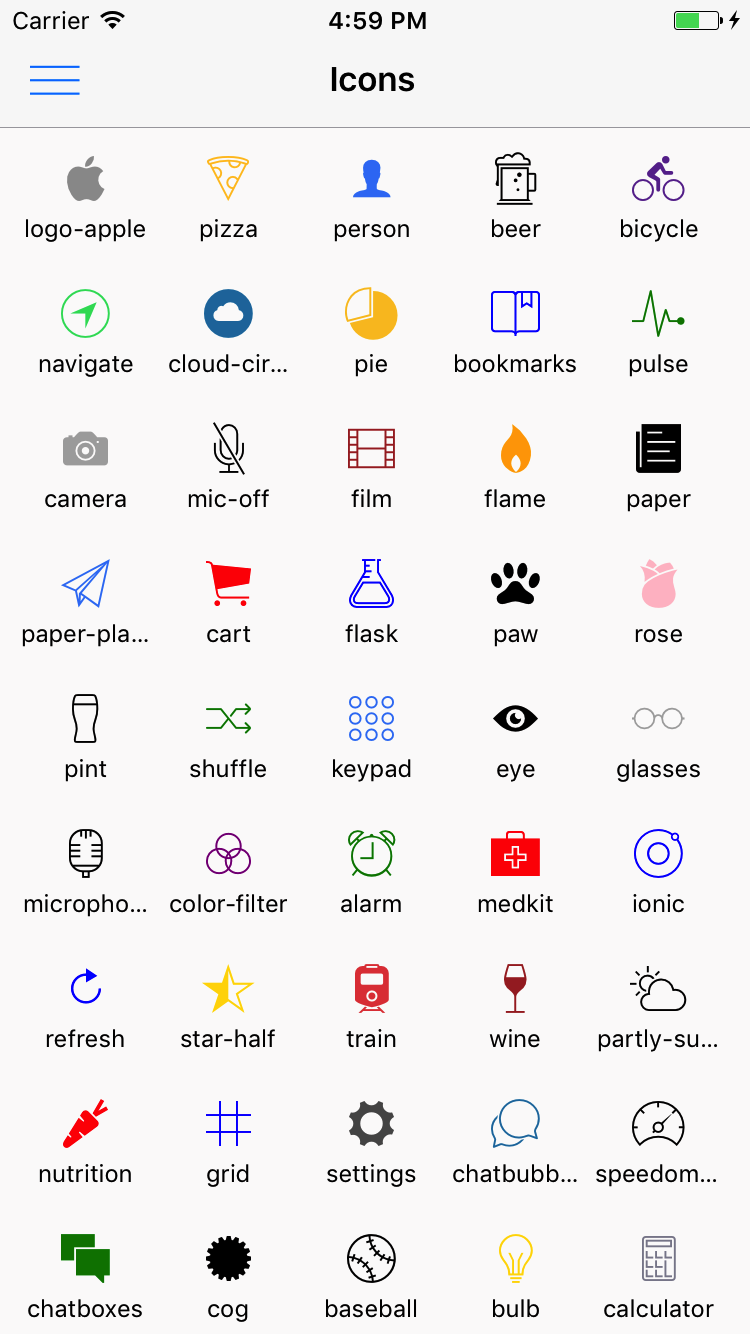 Carrier 4:59 PM
Icons
logo-apple pizza person beer bicycle
navigate cloud-cir... pie bookmarks pulse
camera mic-off film flame paper
paper-pla... cart flask paw rose
pint shuffle keypad eye glasses
micropho... color-filter alarm medkit ionic
refresh star-half train wine partly-su...
nutrition grid settings chatbubb... speedom...
chatboxes cog baseball bulb calculator